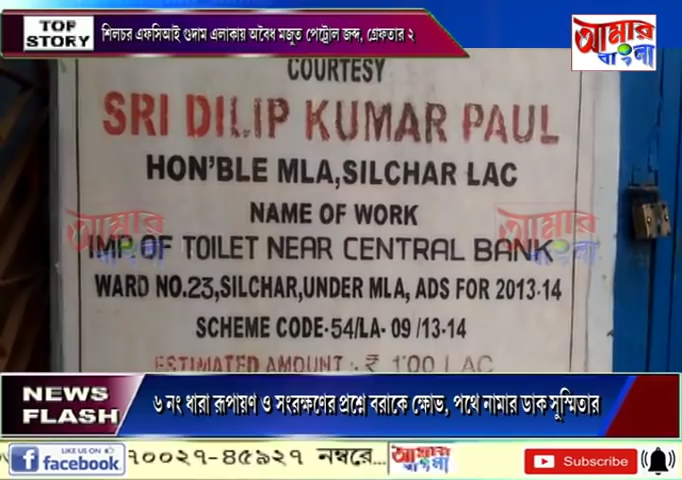 TOP STORY
শিলচর এফসিআই গুদাম এলাকায় অবৈধ মজুত পেট্রোল জব্দ, গ্রেফতার ২
আমার বাংলা
COURTESY
SRI DILIP KUMAR PAUL
HON'BLE MLA,SILCHAR LAC
NAME OF WORK
আমার বাংলা
আমার বাংলা
IMP OF TOILET NEAR CENTRAL BANK
WARD NO.23,SILCHAR,UNDER MLA, ADS FOR 2013-14
SCHEME CODE-54/LA- 09 /13-14
ESTIMATED AMOUNT :- ₹ 1.00 LAC
NEWS FLASH
৬ নং ধারা রূপায়ণ ও সংরক্ষণের প্রশ্নে বরাকে ক্ষোভ, পথে নামার ডাক সুস্মিতার
LIKE US ON
facebook
৭০০২৭-৪৫৯২৭ নম্বরে...
আমার বাংলা
Subscribe